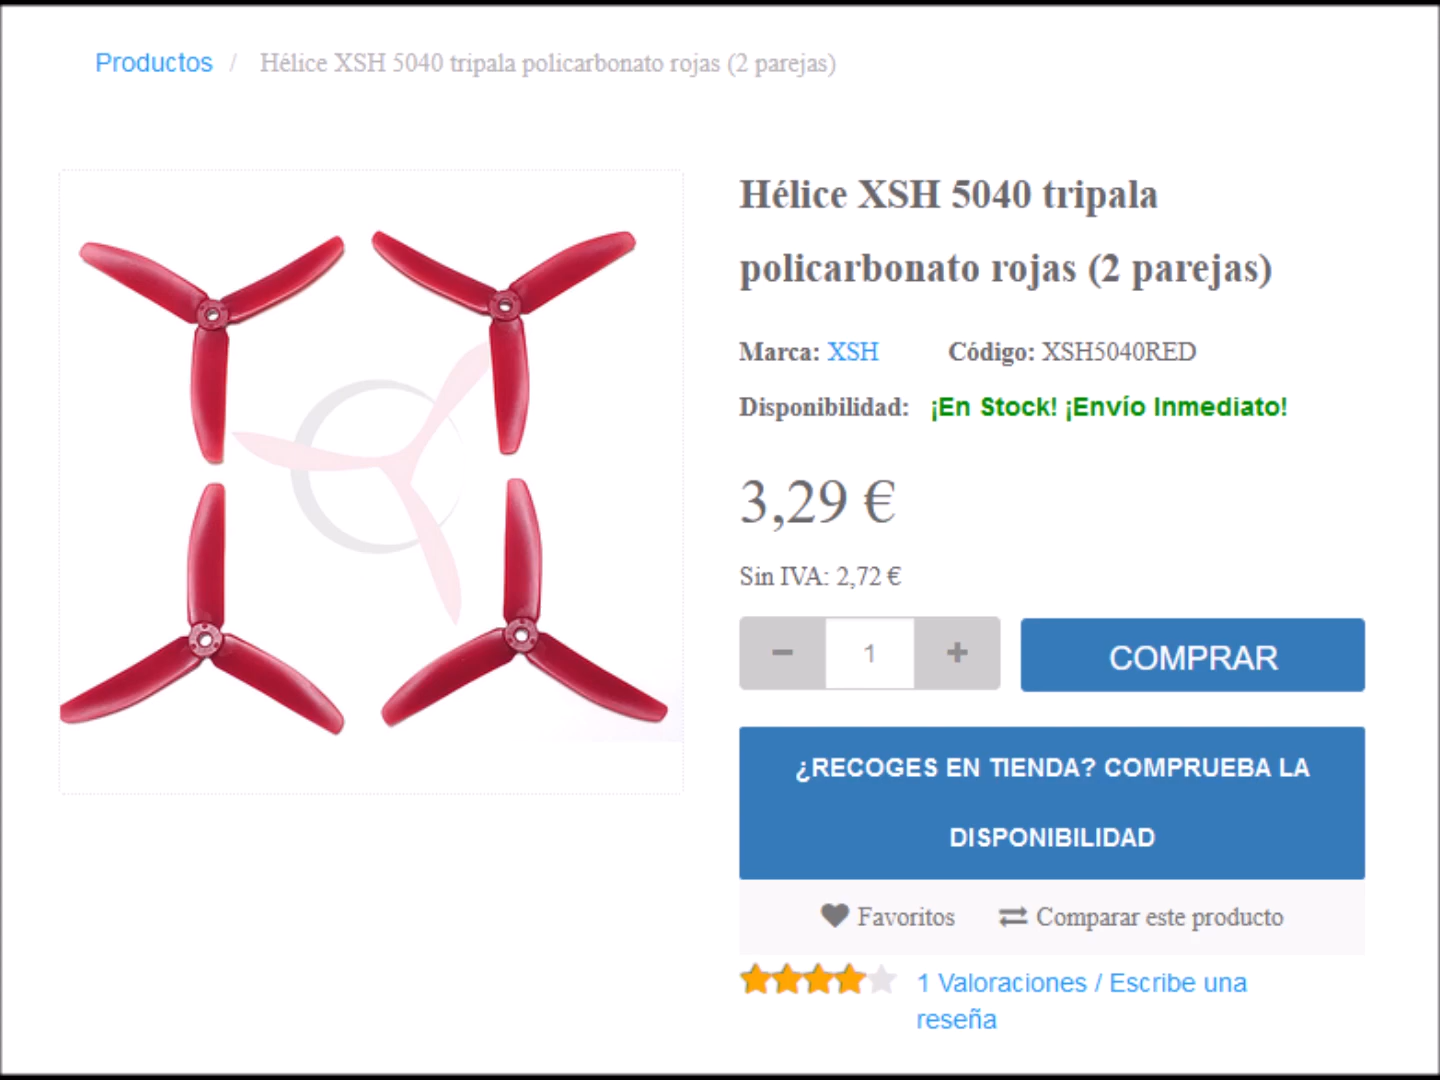 Productos / Hélice XSH 5040 tripala policarbonato rojas (2 parejas)
Hélice XSH 5040 tripala
policarbonato rojas (2 parejas)
Marca: XSH Código: XSH5040RED
Disponibilidad: ¡En Stock! ¡Envío Inmediato!
3,29 €
Sin IVA: 2,72 €
− 1 + COMPRAR
¿RECOGES EN TIENDA? COMPRUEBA LA
DISPONIBILIDAD
Favoritos Comparar este producto
1 Valoraciones / Escribe una
reseña